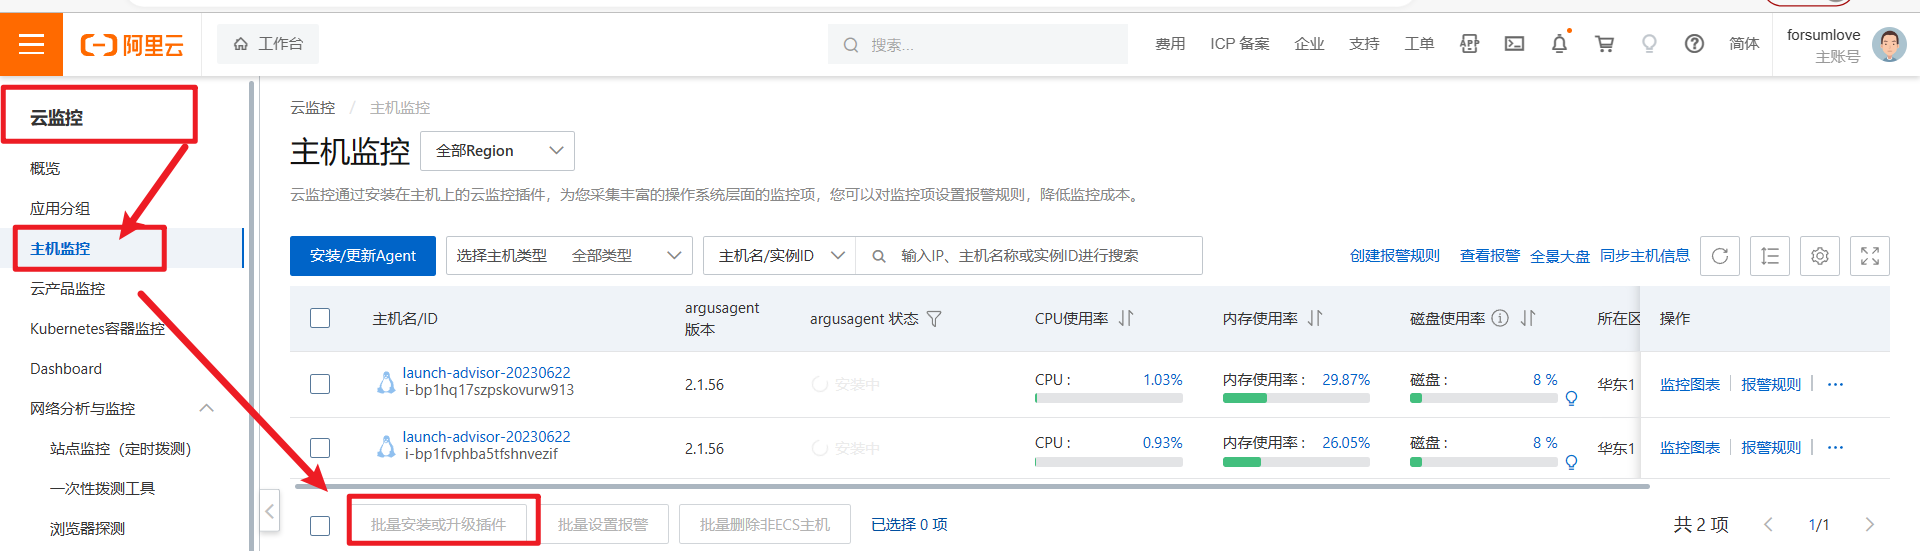 阿里云
工作台
搜索...
费用
ICP 备案
企业
支持
工单
APP
简体
forsumlove
主账号
云监控
概览
应用分组
主机监控
云产品监控
Kubernetes容器监控
Dashboard
网络分析与监控
站点监控（定时拨测）
一次性拨测工具
浏览器探测
云监控 / 主机监控
主机监控
全部Region
云监控通过安装在主机上的云监控插件，为您采集丰富的操作系统层面的监控项，您可以对监控项设置报警规则，降低监控成本。
安装/更新Agent
选择主机类型 全部类型
主机名/实例ID
输入IP、主机名称或实例ID进行搜索
创建报警规则
查看报警
全景大盘
同步主机信息
主机名/ID
argusagent
版本
argusagent 状态
CPU使用率
内存使用率
磁盘使用率
所在区
操作
launch-advisor-20230622
i-bp1hq17szpskovurw913
2.1.56
安装中
CPU :
1.03%
内存使用率 :
29.87%
磁盘 :
8 %
华东1
监控图表
报警规则
...
launch-advisor-20230622
i-bp1fvphba5tfshnvezif
2.1.56
安装中
CPU :
0.93%
内存使用率 :
26.05%
磁盘 :
8 %
华东1
监控图表
报警规则
...
批量安装或升级插件
批量设置报警
批量删除非ECS主机
已选择 0 项
共 2 项
1/1